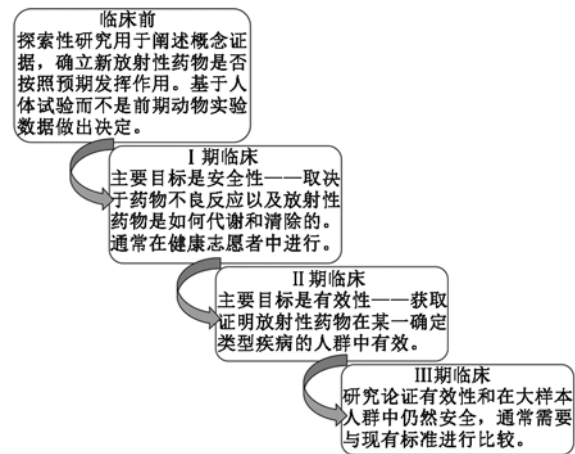 临床前
探索性研究用于阐述概念证
据，确立新放射性药物是否
按照预期发挥作用。基于人
体试验而不是前期动物实验
数据做出决定。
Ⅰ期临床
主要目标是安全性——取决
于药物不良反应以及放射性
药物是如何代谢和清除的。
通常在健康志愿者中进行。
Ⅱ期临床
主要目标是有效性——获取
证明放射性药物在某一确定
类型疾病的人群中有效。
Ⅲ期临床
研究论证有效性和在大样本
人群中仍然安全，通常需要
与现有标准进行比较。